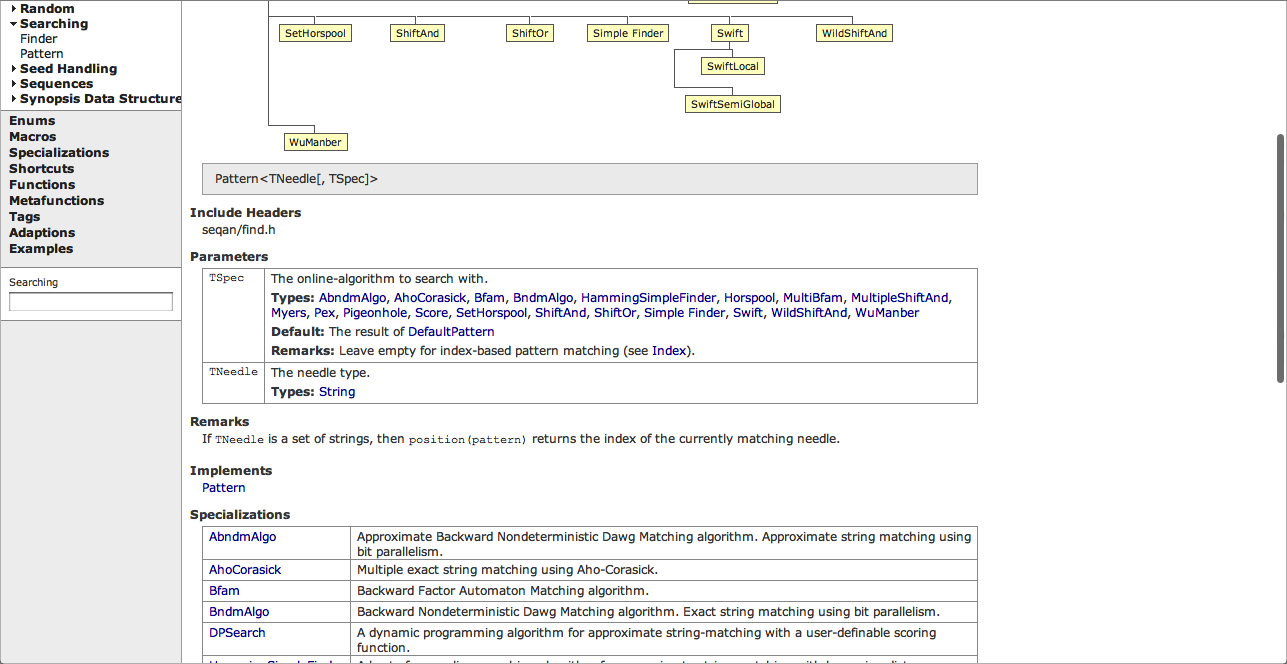 Random
Searching
Finder
Pattern
Seed Handling
Sequences
Synopsis Data Structure
Enums
Macros
Specializations
Shortcuts
Functions
Metafunctions
Tags
Adaptions
Examples
Searching
SetHorspool
ShiftAnd
ShiftOr
Simple Finder
Swift
WildShiftAnd
SwiftLocal
SwiftSemiGlobal
WuManber
Pattern<TNeedle[, TSpec]>
Include Headers
seqan/find.h
Parameters
TSpec
The online-algorithm to search with.
Types: AbndmAlgo, AhoCorasick, Bfam, BndmAlgo, HammingSimpleFinder, Horspool, MultiBfam, MultipleShiftAnd,
Myers, Pex, Pigeonhole, Score, SetHorspool, ShiftAnd, ShiftOr, Simple Finder, Swift, WildShiftAnd, WuManber
Default: The result of DefaultPattern
Remarks: Leave empty for index-based pattern matching (see Index).
TNeedle
The needle type.
Types: String
Remarks
If TNeedle is a set of strings, then position(pattern) returns the index of the currently matching needle.
Implements
Pattern
Specializations
AbndmAlgo
Approximate Backward Nondeterministic Dawg Matching algorithm. Approximate string matching using
bit parallelism.
AhoCorasick
Multiple exact string matching using Aho-Corasick.
Bfam
Backward Factor Automaton Matching algorithm.
BndmAlgo
Backward Nondeterministic Dawg Matching algorithm. Exact string matching using bit parallelism.
DPSearch
A dynamic programming algorithm for approximate string-matching with a user-definable scoring
function.